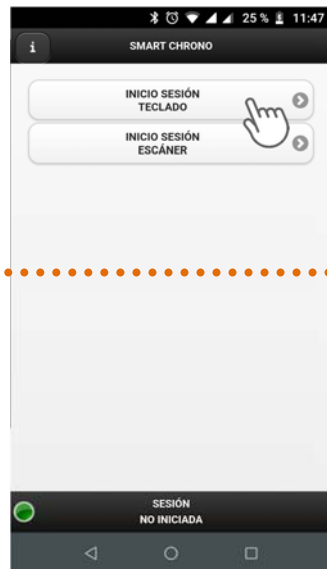 25 % 11:47
i SMART CHRONO
INICIO SESIÓN
TECLADO
INICIO SESIÓN
ESCÁNER
SESIÓN
NO INICIADA